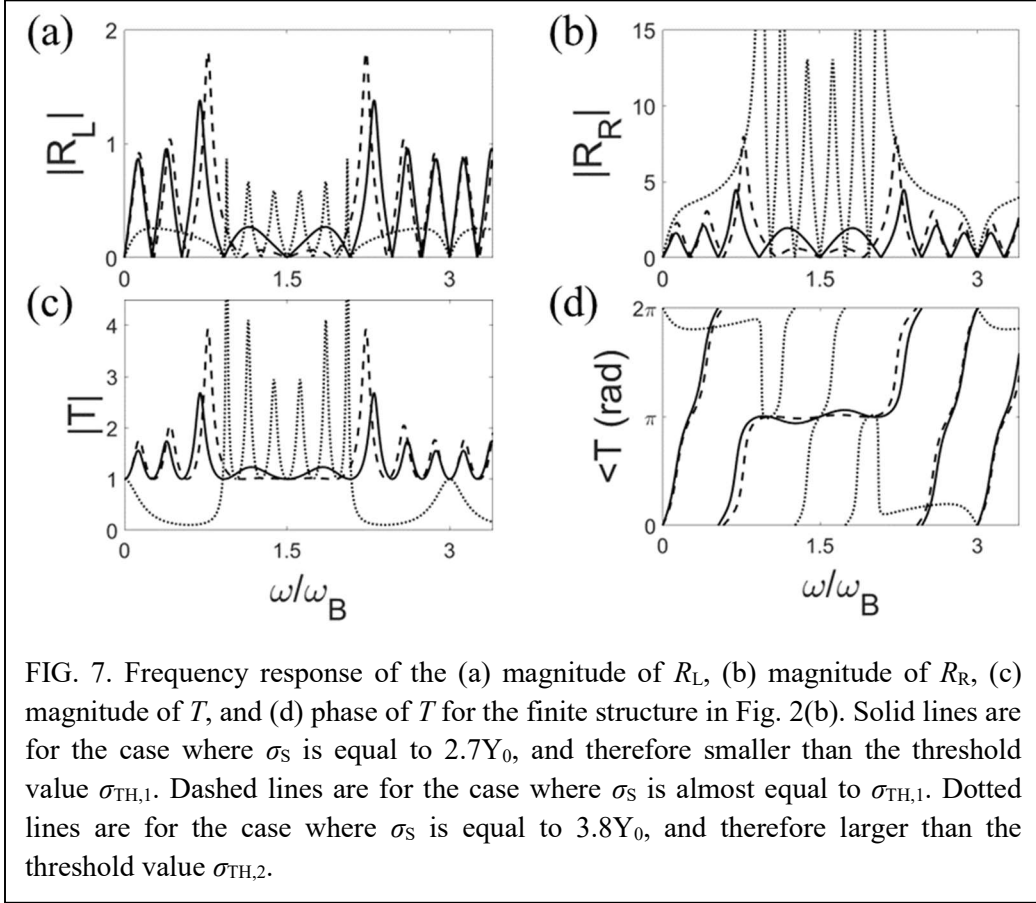 (a)
2
1
0
|R_L|
0
1.5
3
(b)
15
10
5
0
|R_R|
0
1.5
3
(c)
4
3
2
1
0
|T|
0
1.5
3
ω/ω_B
(d)
2π
π
0
<T (rad)
0
1.5
3
ω/ω_B
FIG. 7. Frequency response of the (a) magnitude of R_L, (b) magnitude of R_R, (c)
magnitude of T, and (d) phase of T for the finite structure in Fig. 2(b). Solid lines are
for the case where σ_S is equal to 2.7Y_0, and therefore smaller than the threshold
value σ_TH,1. Dashed lines are for the case where σ_S is almost equal to σ_TH,1. Dotted
lines are for the case where σ_S is equal to 3.8Y_0, and therefore larger than the
threshold value σ_TH,2.